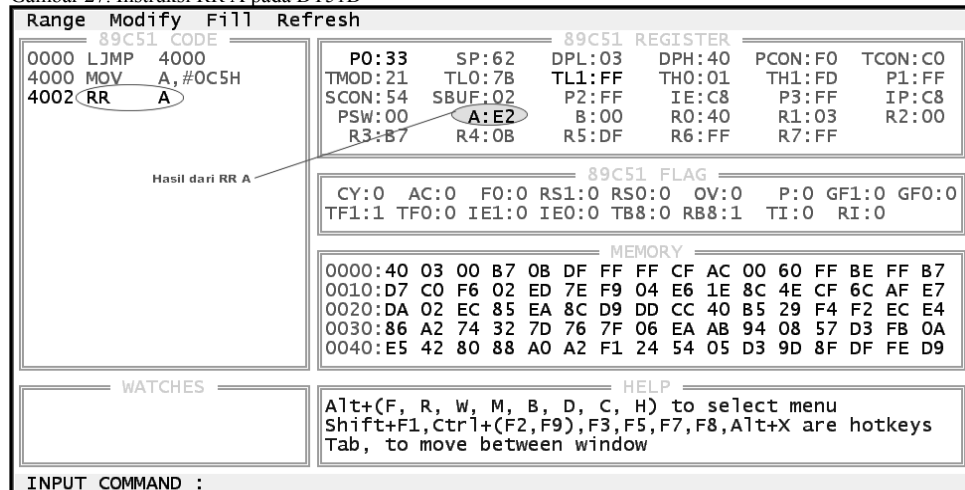 Gambar 27. Instruksi RR A pada DT51D
Range Modify Fill Refresh
89C51 CODE
0000 LJMP 4000
4000 MOV A,#0C5H
4002 RR A
Hasil dari RR A
89C51 REGISTER
P0:33 SP:62 DPL:03 DPH:40 PCON:F0 TCON:C0
TMOD:21 TL0:7B TL1:FF TH0:01 TH1:FD P1:FF
SCON:54 SBUF:02 P2:FF IE:C8 P3:FF IP:C8
PSW:00 A:E2 B:00 R0:40 R1:03 R2:00
R3:B7 R4:0B R5:DF R6:FF R7:FF
89C51 FLAG
CY:0 AC:0 F0:0 RS1:0 RS0:0 OV:0 P:0 GF1:0 GF0:0
TF1:1 TF0:0 IE1:0 IE0:0 TB8:0 RB8:1 TI:0 RI:0
MEMORY
0000:40 03 00 B7 0B DF FF FF CF AC 00 60 FF BE FF B7
0010:D7 C0 F6 02 ED 7E F9 04 E6 1E 8C 4E CF 6C AF E7
0020:DA 02 EC 85 EA 8C D9 DD CC 40 B5 29 F4 F2 EC E4
0030:86 A2 74 32 7D 76 7F 06 EA AB 94 08 57 D3 FB 0A
0040:E5 42 80 88 A0 A2 F1 24 54 05 D3 9D 8F DF FE D9
WATCHES
HELP
Alt+(F, R, W, M, B, D, C, H) to select menu
Shift+F1,Ctrl+(F2,F9),F3,F5,F7,F8,Alt+X are hotkeys
Tab, to move between window
INPUT COMMAND :